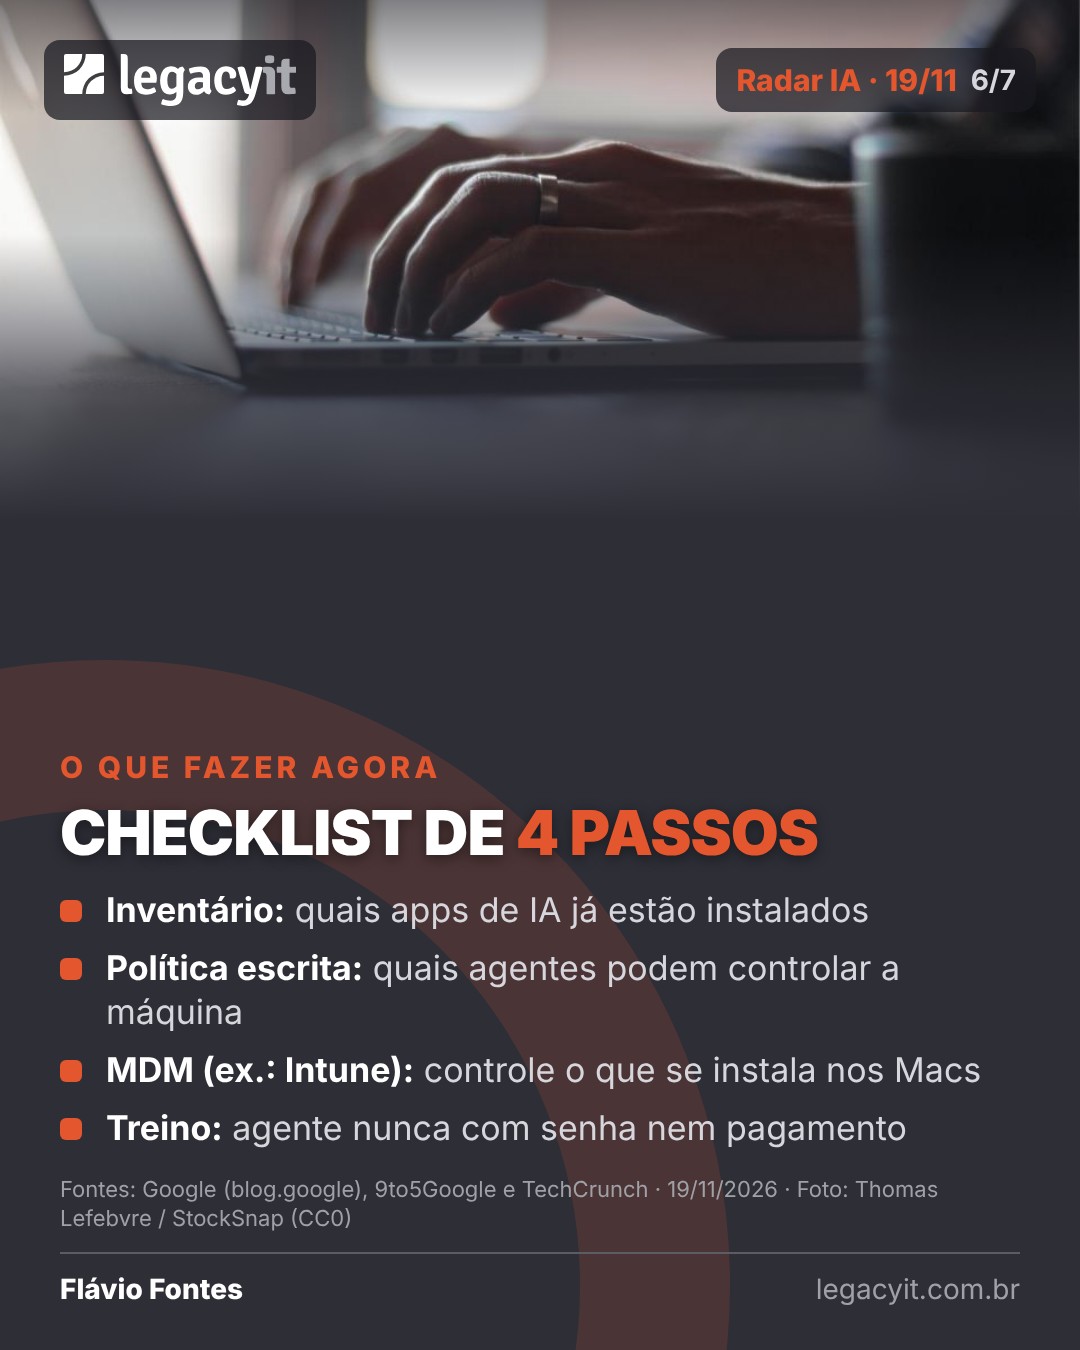 legacyit
Radar IA · 19/11 6/7
O QUE FAZER AGORA
CHECKLIST DE 4 PASSOS
Inventário: quais apps de IA já estão instalados
Política escrita: quais agentes podem controlar a
máquina
MDM (ex.: Intune): controle o que se instala nos Macs
Treino: agente nunca com senha nem pagamento
Fontes: Google (blog.google), 9to5Google e TechCrunch · 19/11/2026 · Foto: Thomas
Lefebvre / StockSnap (CC0)
Flávio Fontes
legacyit.com.br